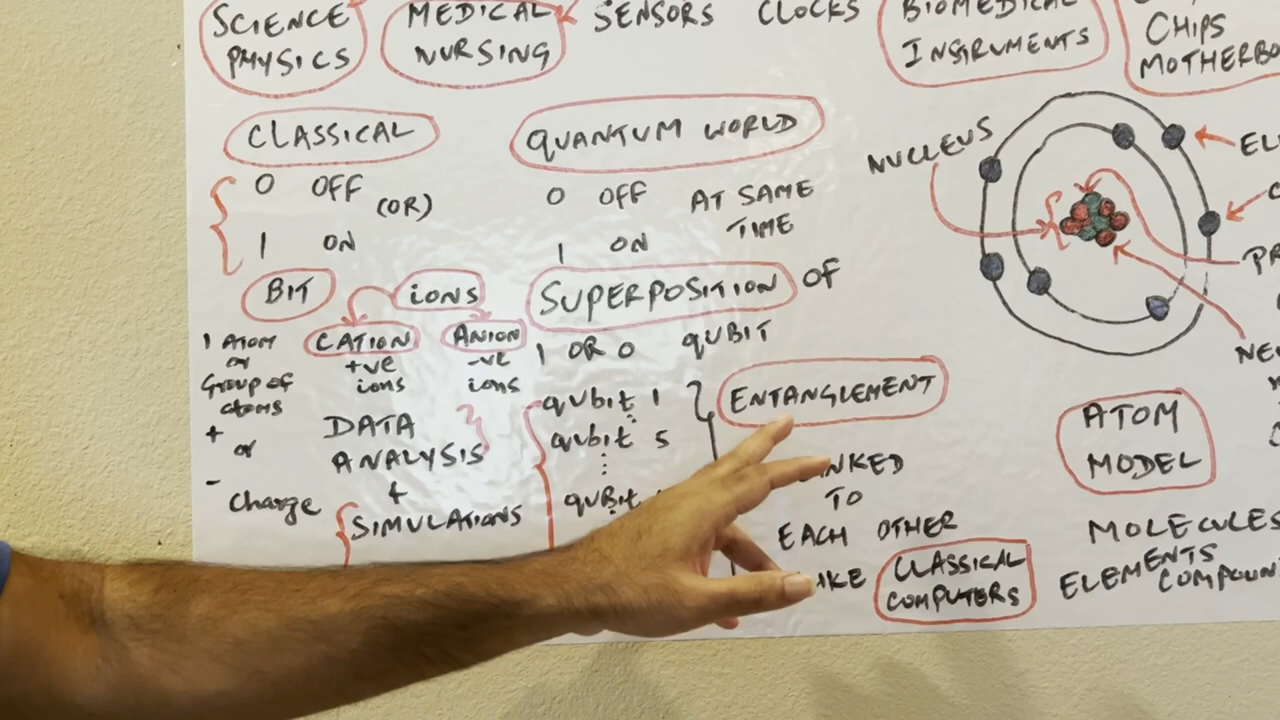 SCIENCE
PHYSICS
MEDICAL
NURSING
SENSORS CLOCKS
BIOMEDICAL
INSTRUMENTS
CHIPS
CLASSICAL
0 OFF
(OR)
1 ON
BIT
QUANTUM WORLD
0 OFF AT SAME
TIME
1 ON
SUPERPOSITION OF
1 OR 0 QUBIT
ions
CATION
+ve
ions
ANION
-ve
ions
1 ATOM
or
Group of
atoms
+
or
-
Charge
DATA
ANALYSIS
+
SIMULATIONS
qubit 1
qubit 5
qubit
ENTANGLEMENT
TO
EACH OTHER
CLASSICAL
COMPUTERS
NUCLEUS
ATOM
MODEL
MOLECULES
ELEMENTS